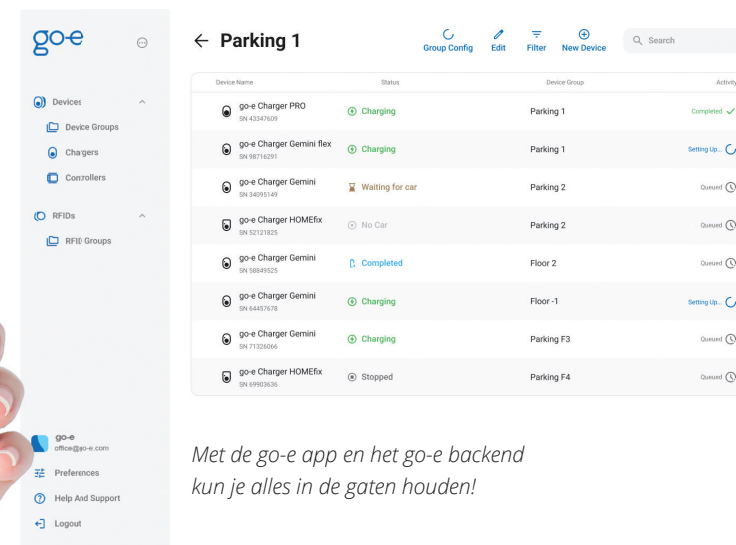 go-e
Devices
Device Groups
Chargers
Controllers
RFIDs
RFID Groups
go-e
office@go-e.com
Preferences
Help And Support
Logout
← Parking 1
Group Config Edit Filter New Device Search
Device Name Status Device Group Activity
go-e Charger PRO
SN 43347609
Charging Parking 1 Completed
go-e Charger Gemini flex
SN 98716291
Charging Parking 1 Setting Up...
go-e Charger Gemini
SN 34095149
Waiting for car Parking 2 Queued
go-e Charger HOMEfix
SN 52121825
No Car Parking 2 Queued
go-e Charger Gemini
SN 58849525
Completed Floor 2 Queued
go-e Charger Gemini
SN 64457678
Charging Floor -1 Setting Up...
go-e Charger Gemini
SN 71326066
Charging Parking F3 Queued
go-e Charger HOMEfix
SN 69903636
Stopped Parking F4 Queued
Met de go-e app en het go-e backend
kun je alles in de gaten houden!